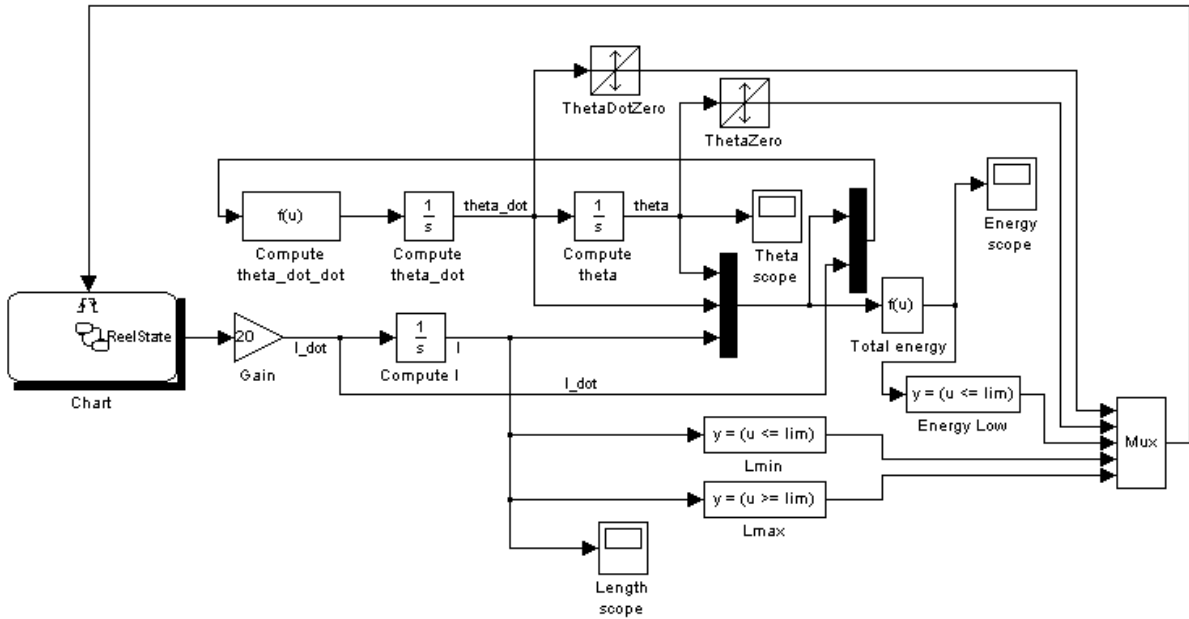 ThetaDotZero
ThetaZero
f(u)
Compute
theta_dot_dot
1
s
Compute
theta_dot
theta_dot
1
s
Compute
theta
theta
Theta
scope
Energy
scope
f(u)
Total energy
ReelState
Chart
20
Gain
l_dot
1
s
Compute l
l
l_dot
y = (u <= lim)
Energy Low
y = (u <= lim)
Lmin
y = (u >= lim)
Lmax
Mux
Length
scope